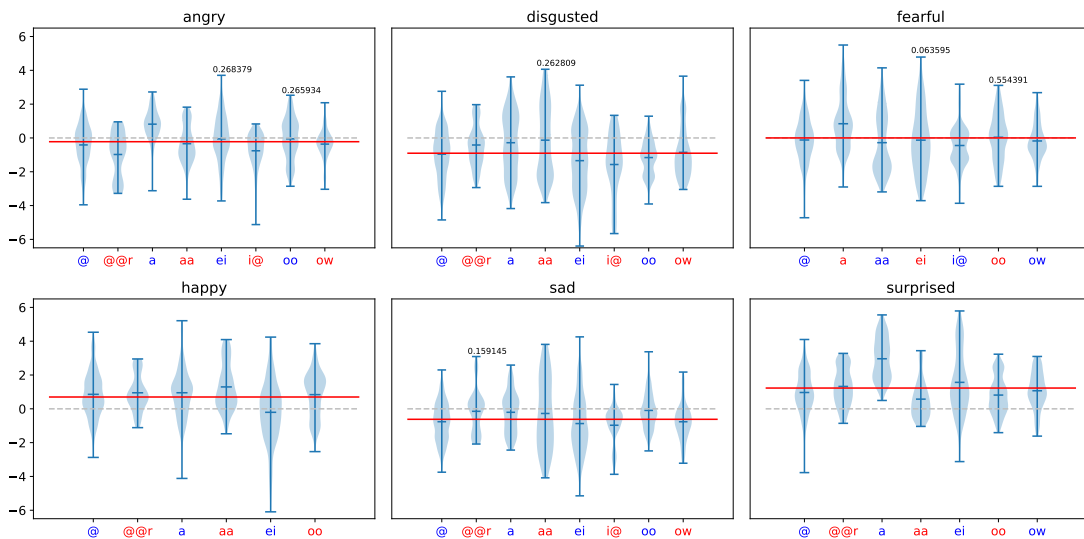 angry
disgusted
fearful
6
4
2
0
−2
−4
−6
0.268379
0.265934
0.262809
0.063595
0.554391
@ @@r a aa ei i@ oo ow
@ @@r a aa ei i@ oo ow
@ a aa ei i@ oo ow
happy
sad
surprised
6
4
2
0
−2
−4
−6
0.159145
@ @@r a aa ei oo
@ @@r a aa ei i@ oo ow
@ @@r a aa ei oo ow